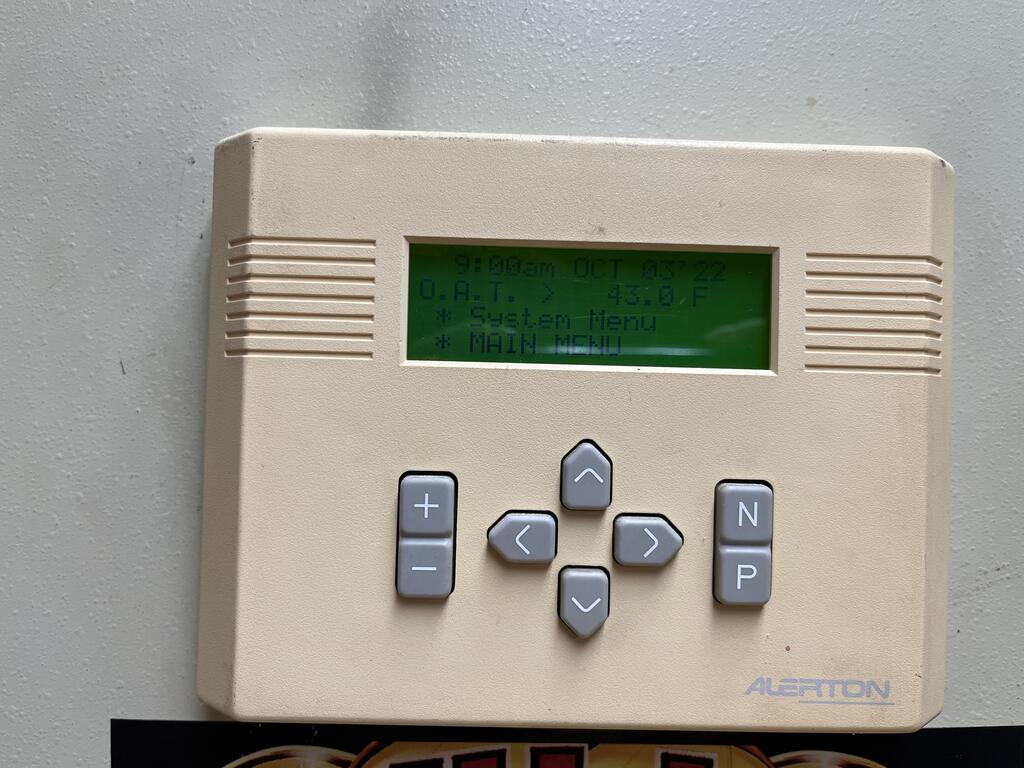 9:00am OCT 03'22
O.A.T. > 43.0 F
* System Menu
* MAIN MENU
+
-
N
P
ALERTON